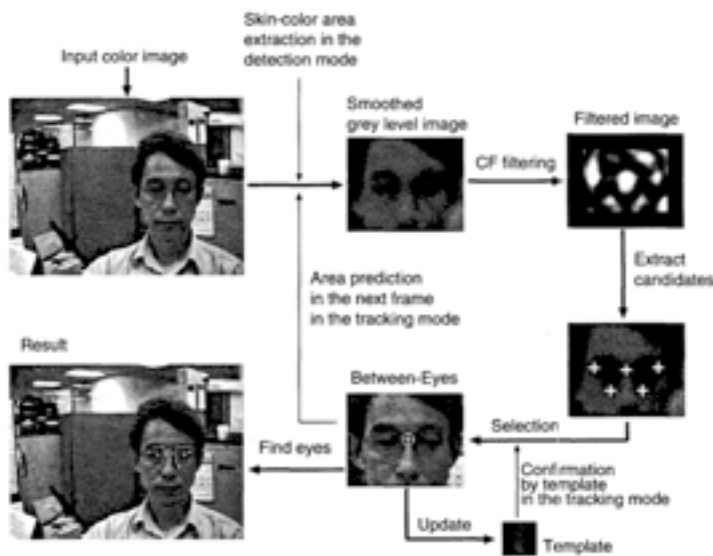 Skin-color area
extraction in the
detection mode
Input color image
Smoothed
grey level image
Filtered image
CF filtering
Extract
candidates
Area prediction
in the next frame
in the tracking mode
Result
Between-Eyes
Selection
Find eyes
Confirmation
by template
in the tracking mode
Update
Template